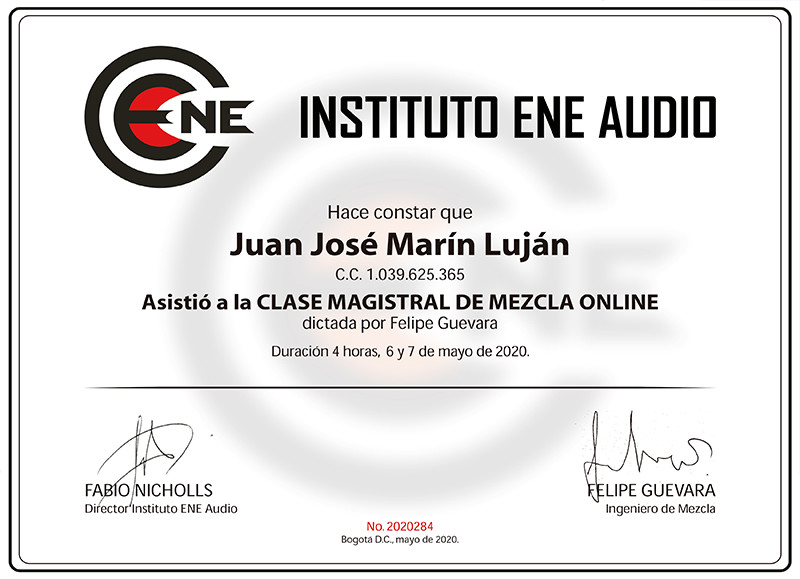 ENE
INSTITUTO ENE AUDIO
Hace constar que
Juan José Marín Luján
C.C. 1.039.625.365
Asistió a la CLASE MAGISTRAL DE MEZCLA ONLINE
dictada por Felipe Guevara
Duración 4 horas, 6 y 7 de mayo de 2020.
FABIO NICHOLLS
Director Instituto ENE Audio
FELIPE GUEVARA
Ingeniero de Mezcla
No. 2020284
Bogotá D.C., mayo de 2020.